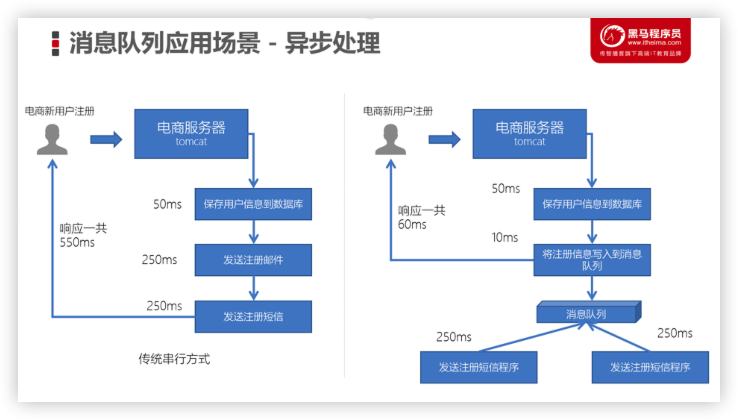 消息队列应用场景 - 异步处理
黑马程序员
www.itheima.com
传智播客旗下高端IT教育品牌
电商新用户注册
电商服务器
tomcat
50ms
保存用户信息到数据库
响应一共
550ms
250ms
发送注册邮件
250ms
发送注册短信
传统串行方式
电商新用户注册
电商服务器
tomcat
50ms
保存用户信息到数据库
响应一共
60ms
10ms
将注册信息写入到消息
队列
消息队列
250ms
250ms
发送注册短信程序
发送注册短信程序